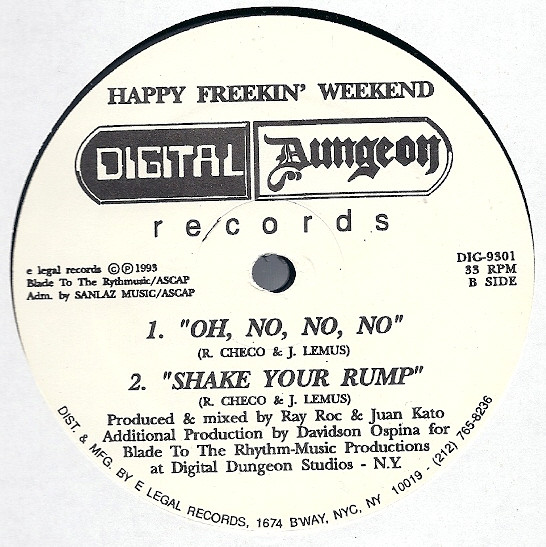 HAPPY FREEKIN' WEEKEND
DIGITAL Dungeon
records
e legal records ©℗1993
Blade To The Rythmusic/ASCAP
Adm. by SANLAZ MUSIC/ASCAP
DIG-9301
33 RPM
B SIDE
1. "OH, NO, NO, NO"
(R. CHECO & J. LEMUS)
2. "SHAKE YOUR RUMP"
(R. CHECO & J. LEMUS)
Produced & mixed by Ray Roc & Juan Kato
Additional Production by Davidson Ospina for
Blade To The Rhythm-Music Productions
at Digital Dungeon Studios - N.Y.
DIST. & MFG. BY E LEGAL RECORDS, 1674 B'WAY, NYC, NY 10019 - (212) 765-8236